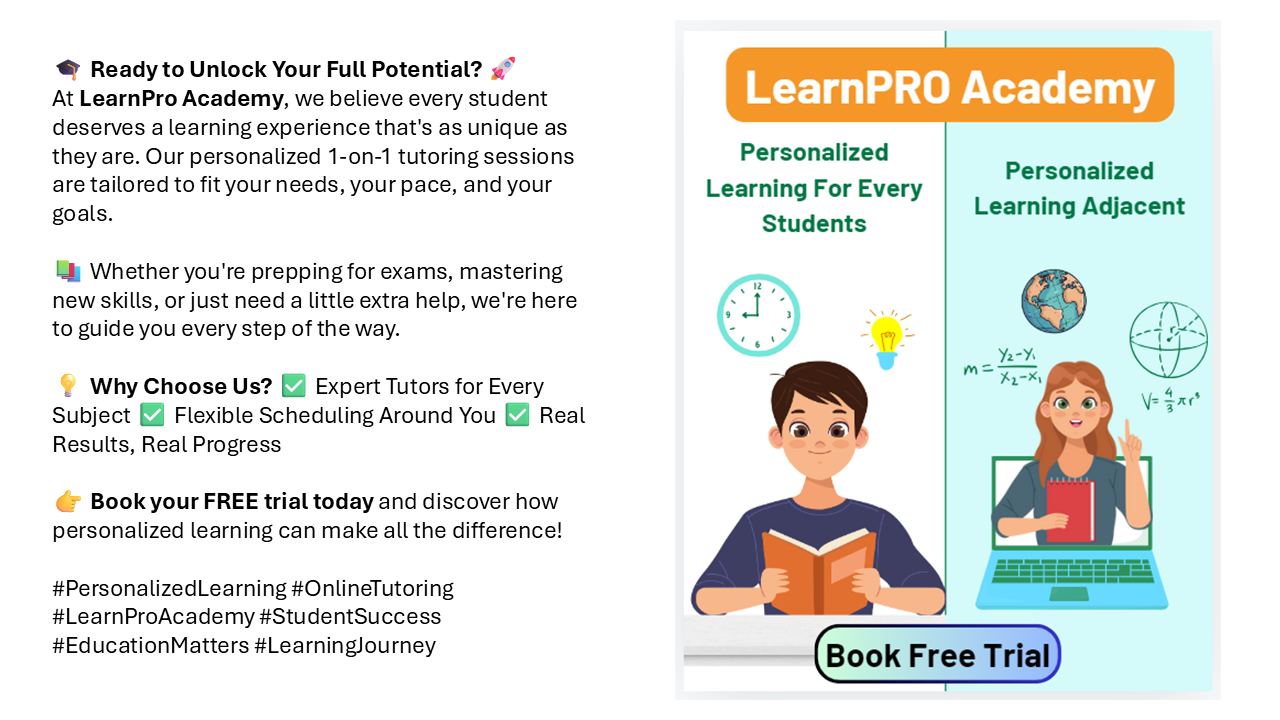 🎓 Ready to Unlock Your Full Potential? 🚀
At LearnPro Academy, we believe every student
deserves a learning experience that's as unique as
they are. Our personalized 1-on-1 tutoring sessions
are tailored to fit your needs, your pace, and your
goals.
📚 Whether you're prepping for exams, mastering
new skills, or just need a little extra help, we're here
to guide you every step of the way.
💡 Why Choose Us? ✅ Expert Tutors for Every
Subject ✅ Flexible Scheduling Around You ✅ Real
Results, Real Progress
👉 Book your FREE trial today and discover how
personalized learning can make all the difference!
#PersonalizedLearning #OnlineTutoring
#LearnProAcademy #StudentSuccess
#EducationMatters #LearningJourney
LearnPRO Academy
Personalized
Learning For Every
Students
12
3
6
9
Personalized
Learning Adjacent
m = y₂-y₁ / x₂-x₁
r
V= 4/3 πr³
Book Free Trial